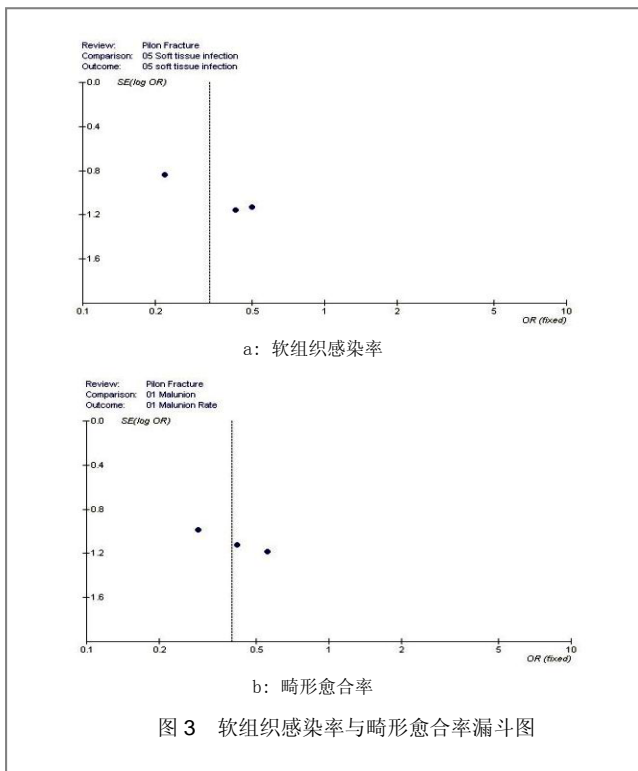 Review: Pilon Fracture
Comparison: 05 Soft tissue infection
Outcome: 05 soft tissue infection
0.0 SE(log OR)
0.4
0.8
1.2
1.6
0.1 0.2 0.5 1 2 5 10
OR (fixed)
a: 软组织感染率
Review: Pilon Fracture
Comparison: 01 Malunion
Outcome: 01 Malunion Rate
0.0 SE(log OR)
0.4
0.8
1.2
1.6
0.1 0.2 0.5 1 2 5 10
OR (fixed)
b: 畸形愈合率
图 3 软组织感染率与畸形愈合率漏斗图